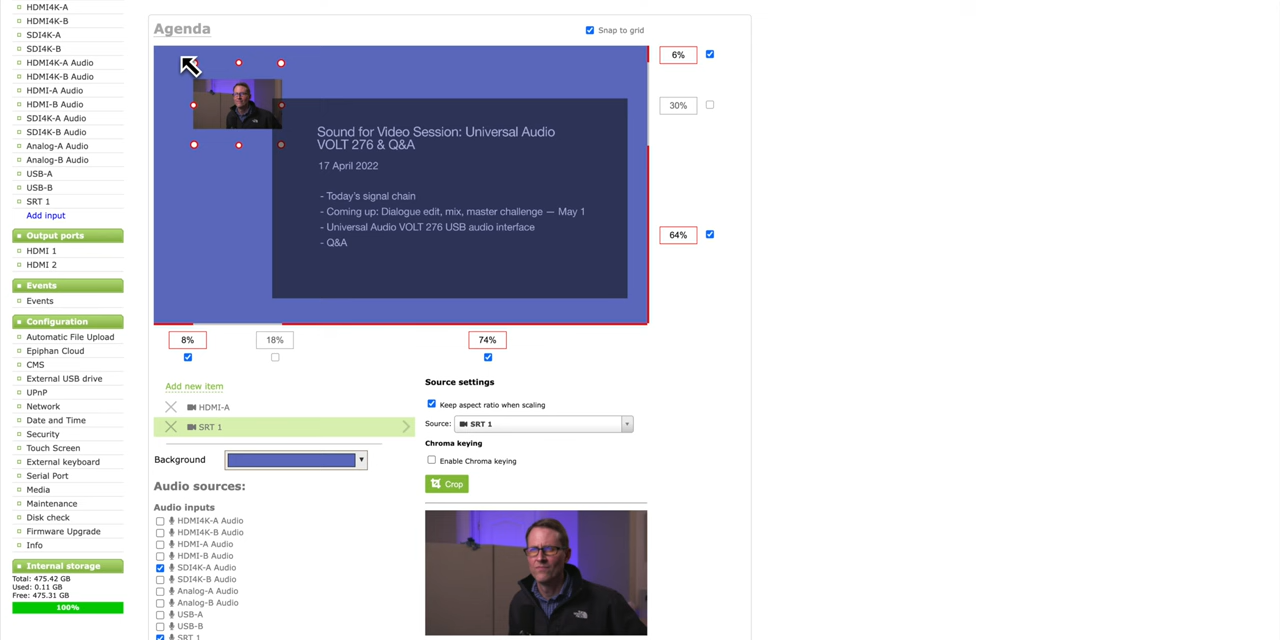 HDMI4K-A
HDMI4K-B
SDI4K-A
SDI4K-B
HDMI4K-A Audio
HDMI4K-B Audio
HDMI-A Audio
HDMI-B Audio
SDI4K-A Audio
SDI4K-B Audio
Analog-A Audio
Analog-B Audio
USB-A
USB-B
SRT 1
Add input
Output ports
HDMI 1
HDMI 2
Events
Events
Configuration
Automatic File Upload
Epiphan Cloud
CMS
External USB drive
UPnP
Network
Date and Time
Security
Touch Screen
External keyboard
Serial Port
Media
Maintenance
Disk check
Firmware Upgrade
Info
Internal storage
Total: 475.42 GB
Used: 0.11 GB
Free: 475.31 GB
100%
Agenda
Snap to grid
Sound for Video Session: Universal Audio
VOLT 276 & Q&A
17 April 2022
- Today's signal chain
- Coming up: Dialogue edit, mix, master challenge — May 1
- Universal Audio VOLT 276 USB audio interface
- Q&A
6%
30%
64%
8%
18%
74%
Add new item
HDMI-A
SRT 1
Background
Source settings
Keep aspect ratio when scaling
Source: SRT 1
Chroma keying
Enable Chroma keying
Crop
Audio sources:
Audio inputs
HDMI4K-A Audio
HDMI4K-B Audio
HDMI-A Audio
HDMI-B Audio
SDI4K-A Audio
SDI4K-B Audio
Analog-A Audio
Analog-B Audio
USB-A
USB-B
SRT 1